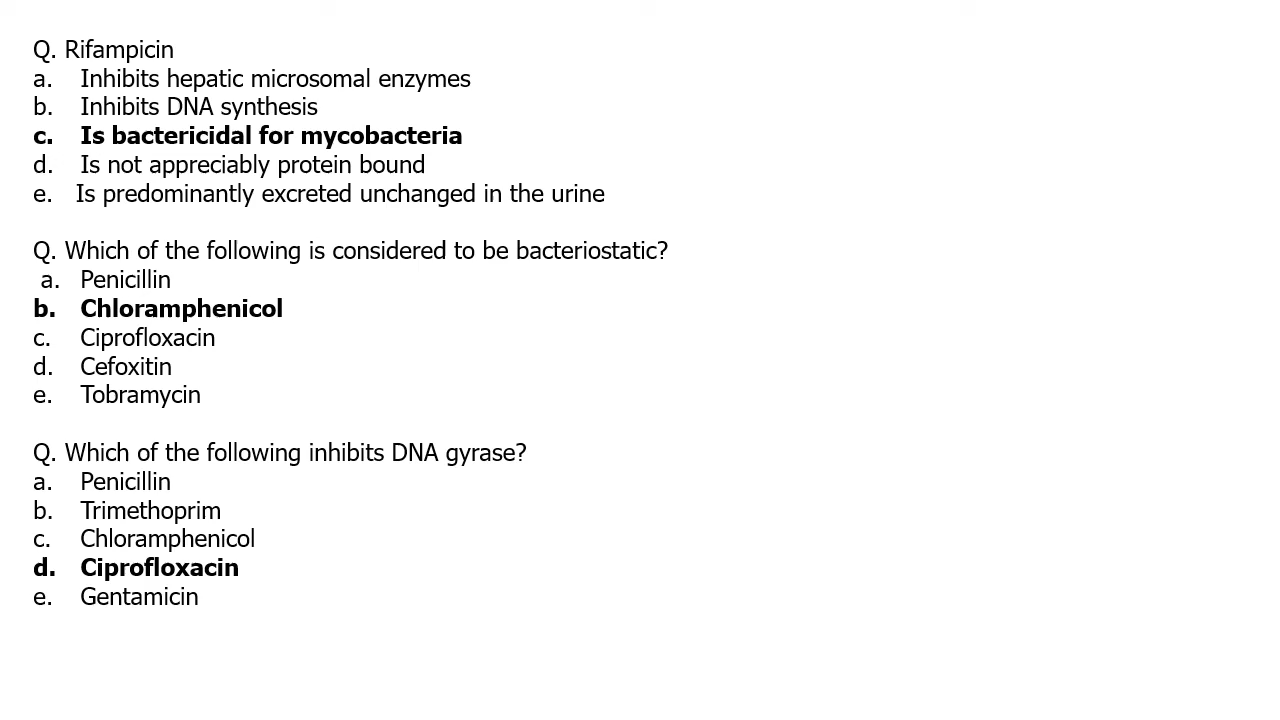 Q. Rifampicin
a. Inhibits hepatic microsomal enzymes
b. Inhibits DNA synthesis
c. Is bactericidal for mycobacteria
d. Is not appreciably protein bound
e. Is predominantly excreted unchanged in the urine
Q. Which of the following is considered to be bacteriostatic?
a. Penicillin
b. Chloramphenicol
c. Ciprofloxacin
d. Cefoxitin
e. Tobramycin
Q. Which of the following inhibits DNA gyrase?
a. Penicillin
b. Trimethoprim
c. Chloramphenicol
d. Ciprofloxacin
e. Gentamicin